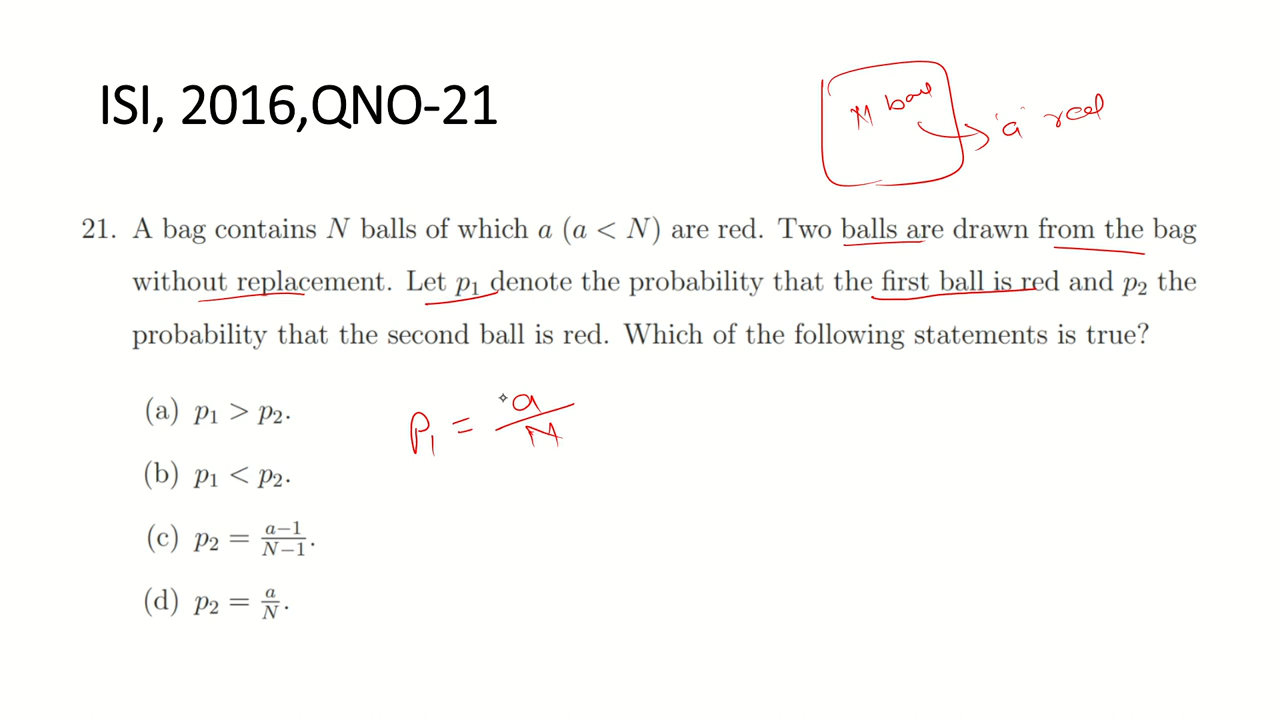 ISI, 2016,QNO-21
N ball
'a' red
21. A bag contains N balls of which a (a < N) are red. Two balls are drawn from the bag
without replacement. Let p₁ denote the probability that the first ball is red and p₂ the
probability that the second ball is red. Which of the following statements is true?
(a) p₁ > p₂.
(b) p₁ < p₂.
(c) p₂ = a−1/N−1.
(d) p₂ = a/N.
P₁ = a/N